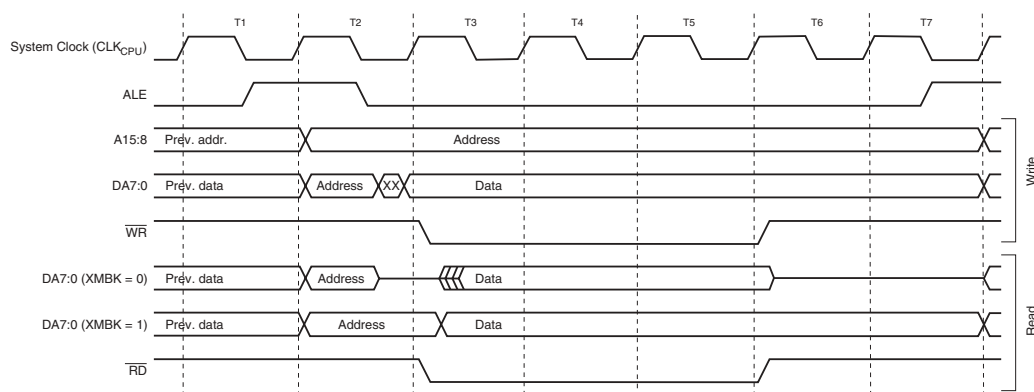 T1 T2 T3 T4 T5 T6 T7
System Clock (CLKCPU)
ALE
A15:8 Prev. addr. Address
DA7:0 Prev. data Address XX Data
WR
Write
DA7:0 (XMBK = 0) Prev. data Address Data
DA7:0 (XMBK = 1) Prev. data Address Data
RD
Read